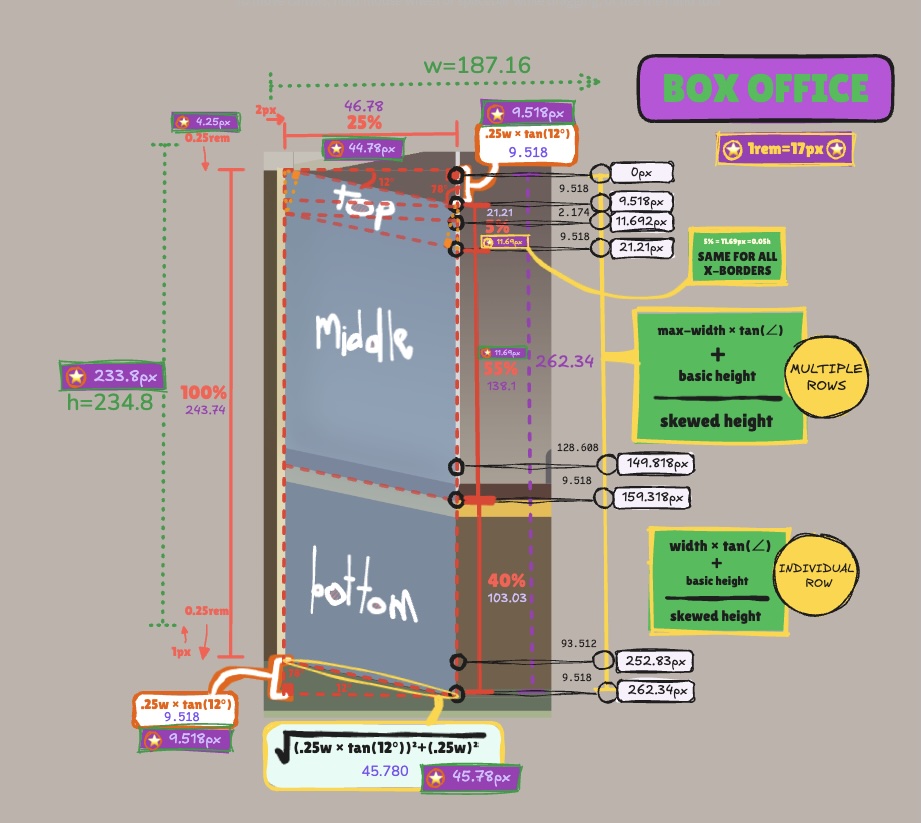 w=187.16
BOX OFFICE
2px
46.78
25%
44.78px
9.518px
.25w × tan(12°)
9.518
4.25px
0.25rem
1rem=17px
12°
78°
top
0px
9.518
9.518px
21.21
2.174
11.692px
5%
9.518
11.69px
21.21px
5% = 11.69px =0.05h
SAME FOR ALL
X-BORDERS
Middle
max-width × tan(∠)
+
basic height
skewed height
MULTIPLE
ROWS
11.69px
55%
138.1
262.34
233.8px
h=234.8
100%
243.74
128.608
149.818px
9.518
159.318px
bottom
width × tan(∠)
+
basic height
skewed height
INDIVIDUAL
ROW
40%
103.03
0.25rem
1px
93.512
252.83px
9.518
262.34px
12°
.25w × tan(12°)
9.518
9.518px
√(.25w × tan(12°))²+(.25w)²
45.780
45.78px